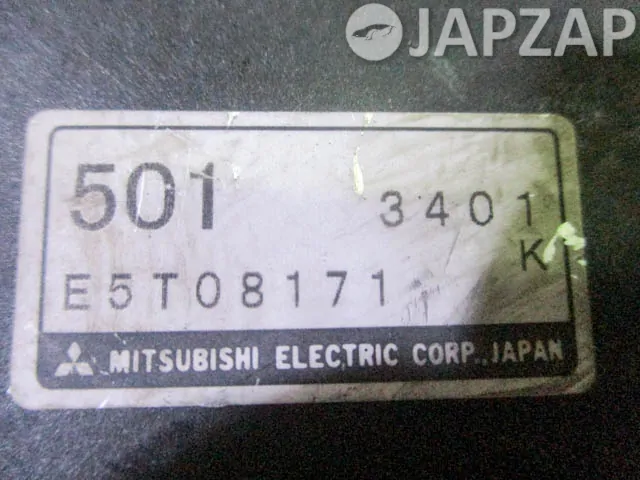 JAPZAP
501 3401
K
E5T08171
MITSUBISHI ELECTRIC CORP., JAPAN